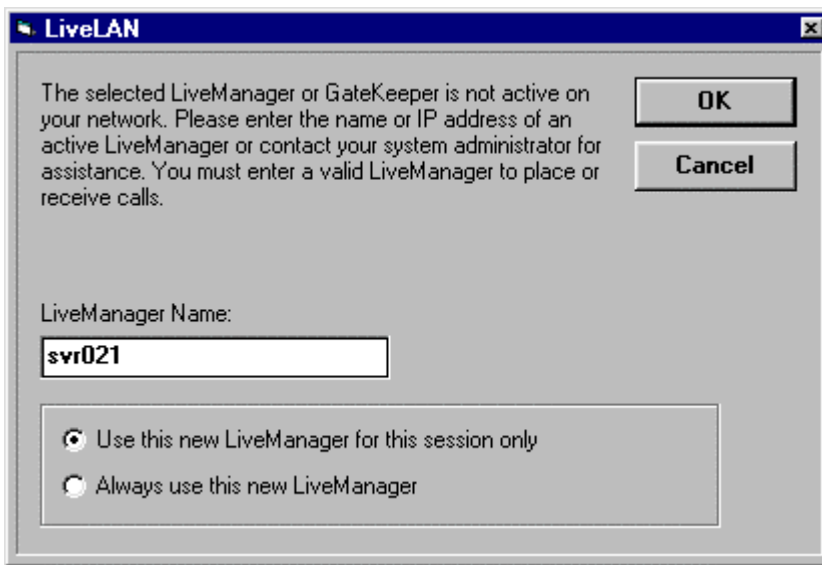 LiveLAN
The selected LiveManager or GateKeeper is not active on
your network. Please enter the name or IP address of an
active LiveManager or contact your system administrator for
assistance. You must enter a valid LiveManager to place or
receive calls.
OK
Cancel
LiveManager Name:
svr021
Use this new LiveManager for this session only
Always use this new LiveManager